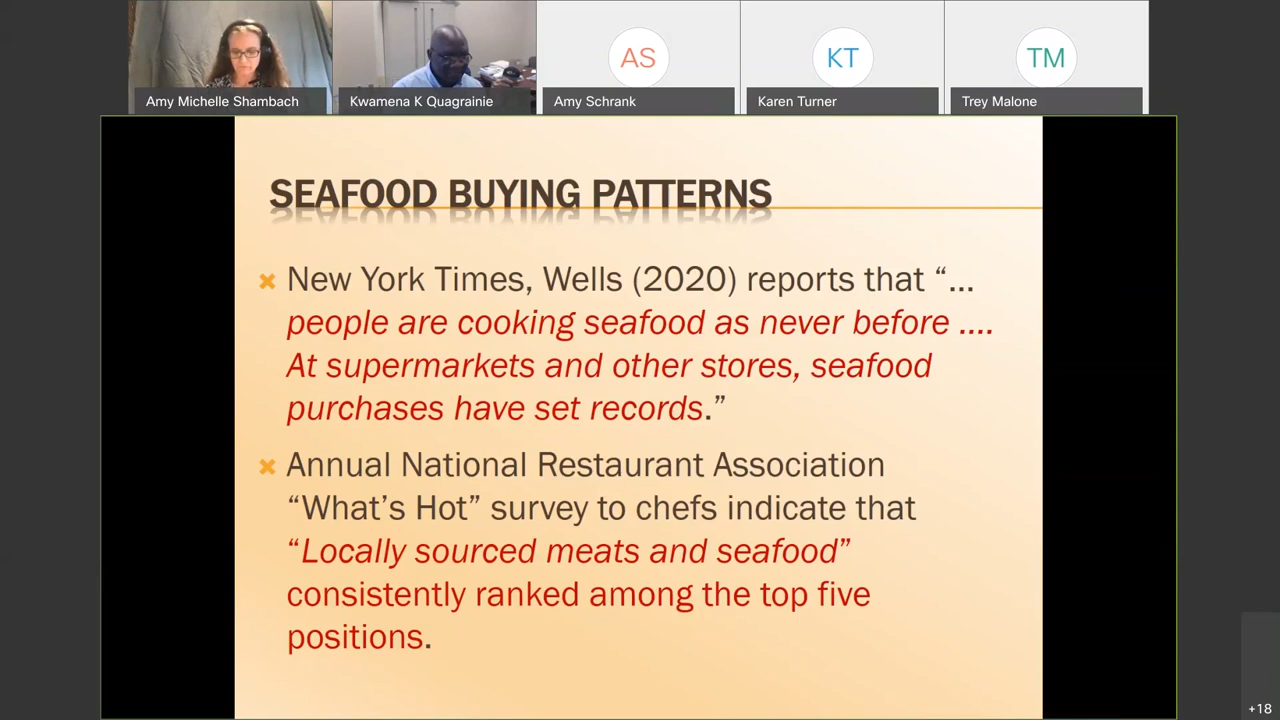 AS
KT
TM
Amy Michelle Shambach
Kwamena K Quagrainie
Amy Schrank
Karen Turner
Trey Malone
SEAFOOD BUYING PATTERNS
New York Times, Wells (2020) reports that “...
people are cooking seafood as never before ....
At supermarkets and other stores, seafood
purchases have set records.”
Annual National Restaurant Association
“What’s Hot” survey to chefs indicate that
“Locally sourced meats and seafood”
consistently ranked among the top five
positions.
+18